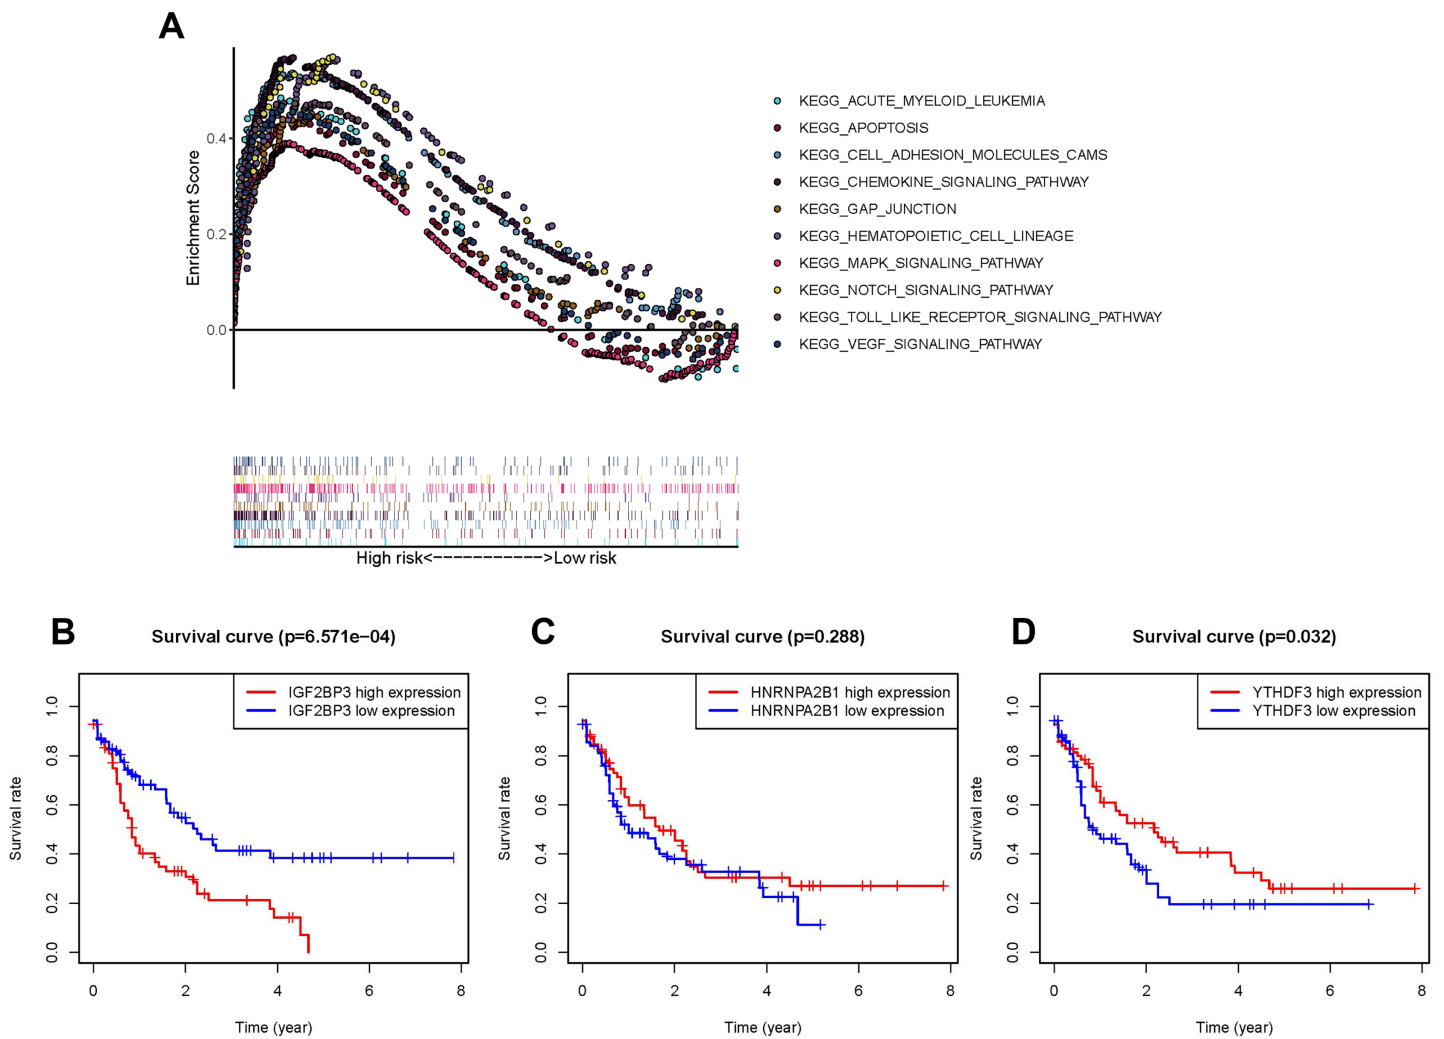 A
Enrichment Score
0.4
0.2
0.0
KEGG_ACUTE_MYELOID_LEUKEMIA
KEGG_APOPTOSIS
KEGG_CELL_ADHESION_MOLECULES_CAMS
KEGG_CHEMOKINE_SIGNALING_PATHWAY
KEGG_GAP_JUNCTION
KEGG_HEMATOPOIETIC_CELL_LINEAGE
KEGG_MAPK_SIGNALING_PATHWAY
KEGG_NOTCH_SIGNALING_PATHWAY
KEGG_TOLL_LIKE_RECEPTOR_SIGNALING_PATHWAY
KEGG_VEGF_SIGNALING_PATHWAY
High risk<------------>Low risk
B
Survival curve (p=6.571e−04)
IGF2BP3 high expression
IGF2BP3 low expression
Survival rate
1.0
0.8
0.6
0.4
0.2
0.0
0 2 4 6 8
Time (year)
C
Survival curve (p=0.288)
HNRNPA2B1 high expression
HNRNPA2B1 low expression
Survival rate
1.0
0.8
0.6
0.4
0.2
0.0
0 2 4 6 8
Time (year)
D
Survival curve (p=0.032)
YTHDF3 high expression
YTHDF3 low expression
Survival rate
1.0
0.8
0.6
0.4
0.2
0.0
0 2 4 6 8
Time (year)